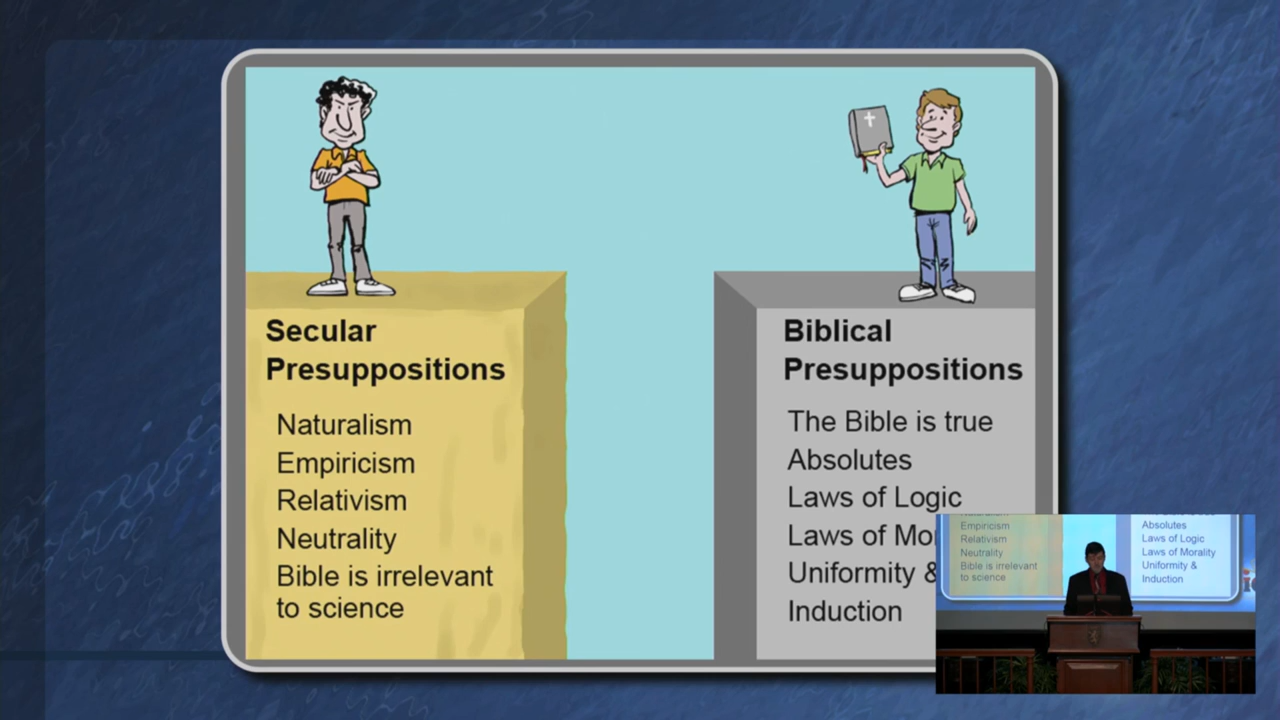 Secular
Presuppositions
Naturalism
Empiricism
Relativism
Neutrality
Bible is irrelevant
to science
Biblical
Presuppositions
The Bible is true
Absolutes
Laws of Logic
Laws of
Uniformity &
Induction
Empiricism
Relativism
Neutrality
Bible is irrelevant
to science
Absolutes
Laws of Logic
Laws of Morality
Uniformity &
Induction